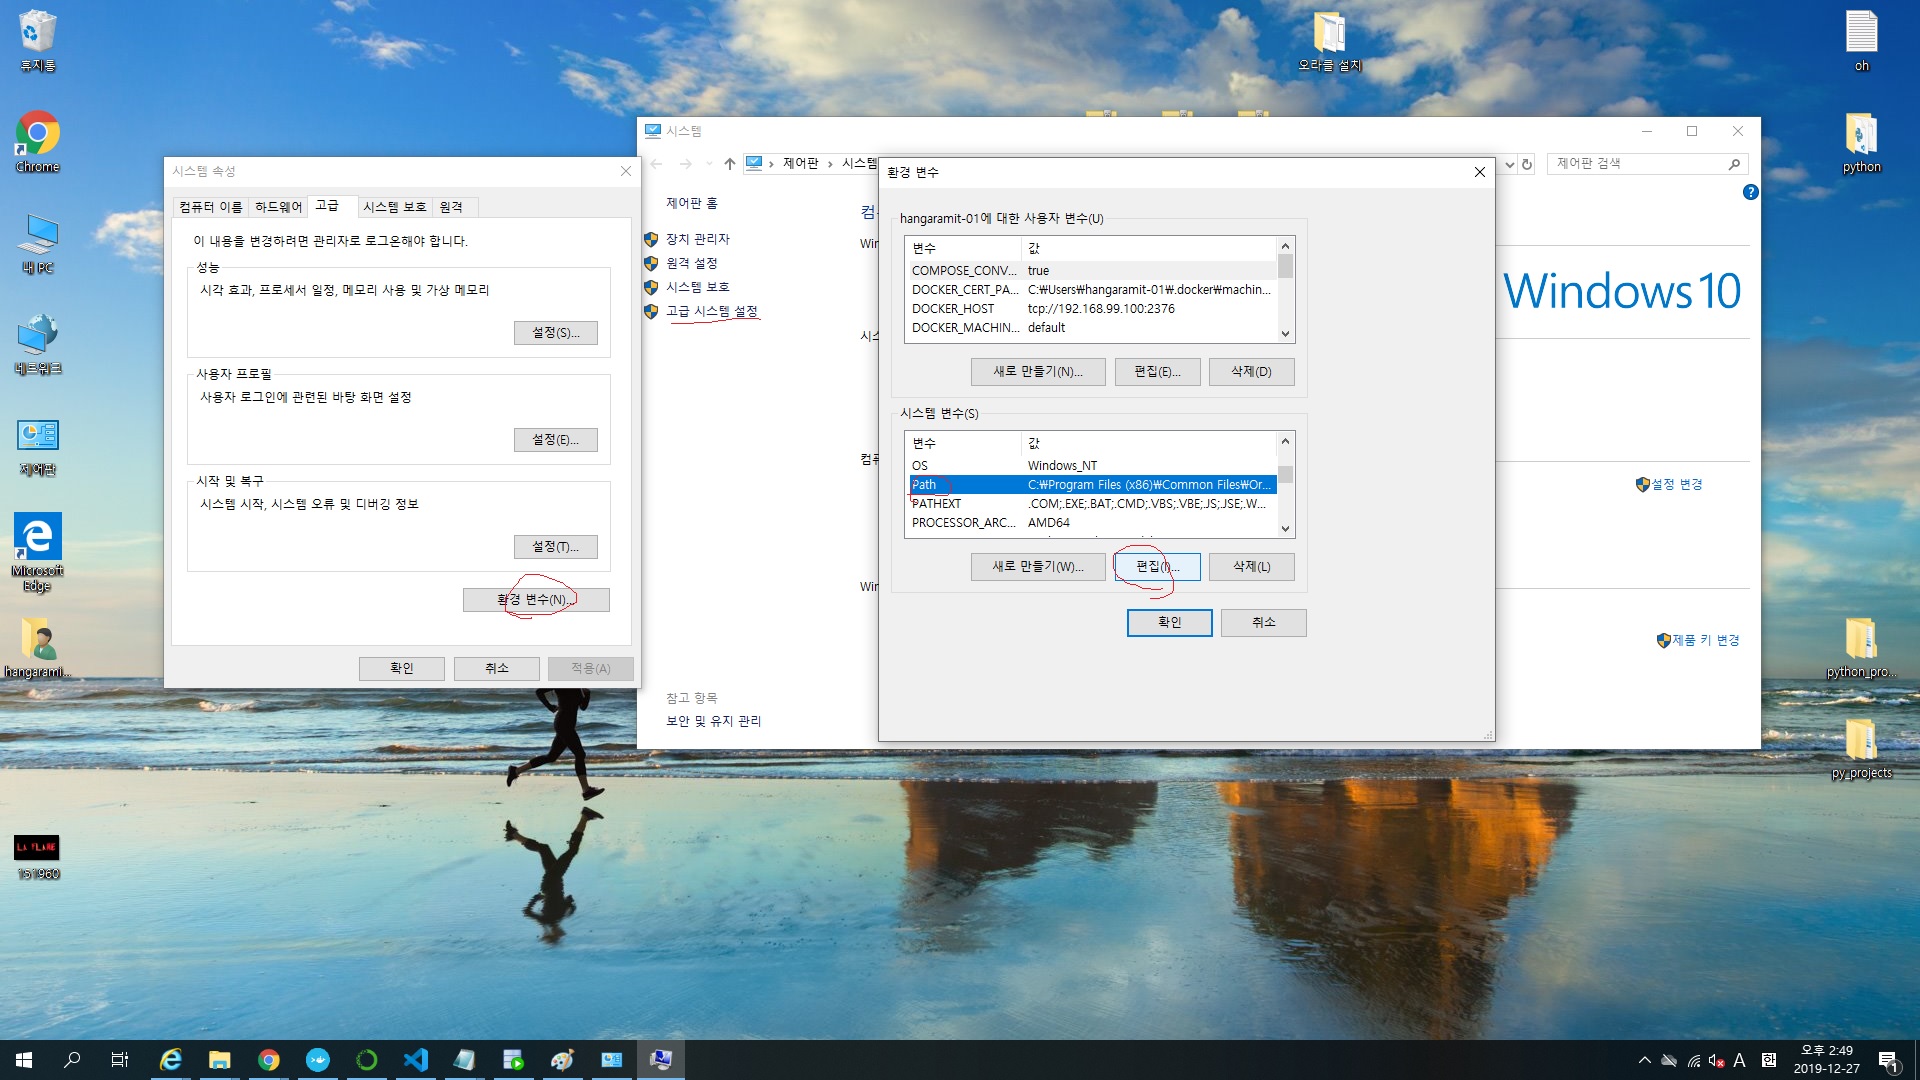 휴지통
Chrome
내 PC
네트워크
제어판
Microsoft
Edge
hangarami...
LA FLARE
151960
오라클 설치
oh
python
python_pro...
py_projects
시스템 속성
컴퓨터 이름
하드웨어
고급
시스템 보호
원격
이 내용을 변경하려면 관리자로 로그온해야 합니다.
성능
시각 효과, 프로세서 일정, 메모리 사용 및 가상 메모리
설정(S)...
사용자 프로필
사용자 로그인에 관련된 바탕 화면 설정
설정(E)...
시작 및 복구
시스템 시작, 시스템 오류 및 디버깅 정보
설정(T)...
환경 변수(N)...
확인
취소
적용(A)
시스템
제어판
시스템
제어판 검색
제어판 홈
장치 관리자
원격 설정
시스템 보호
고급 시스템 설정
참고 항목
보안 및 유지 관리
Win
Win
Windows 10
설정 변경
제품 키 변경
환경 변수
hangaramit-01에 대한 사용자 변수(U)
변수 값
COMPOSE_CONV... true
DOCKER_CERT_PA... C:₩Users₩hangaramit-01₩.docker₩machin...
DOCKER_HOST tcp://192.168.99.100:2376
DOCKER_MACHIN... default
새로 만들기(N)...
편집(E)...
삭제(D)
시스템 변수(S)
변수 값
OS Windows_NT
Path C:₩Program Files (x86)₩Common Files₩Or...
PATHEXT .COM;.EXE;.BAT;.CMD;.VBS;.VBE;.JS;.JSE;.W...
PROCESSOR_ARC... AMD64
새로 만들기(W)...
편집(I)...
삭제(L)
확인
취소
A
한
오후 2:49
2019-12-27
1